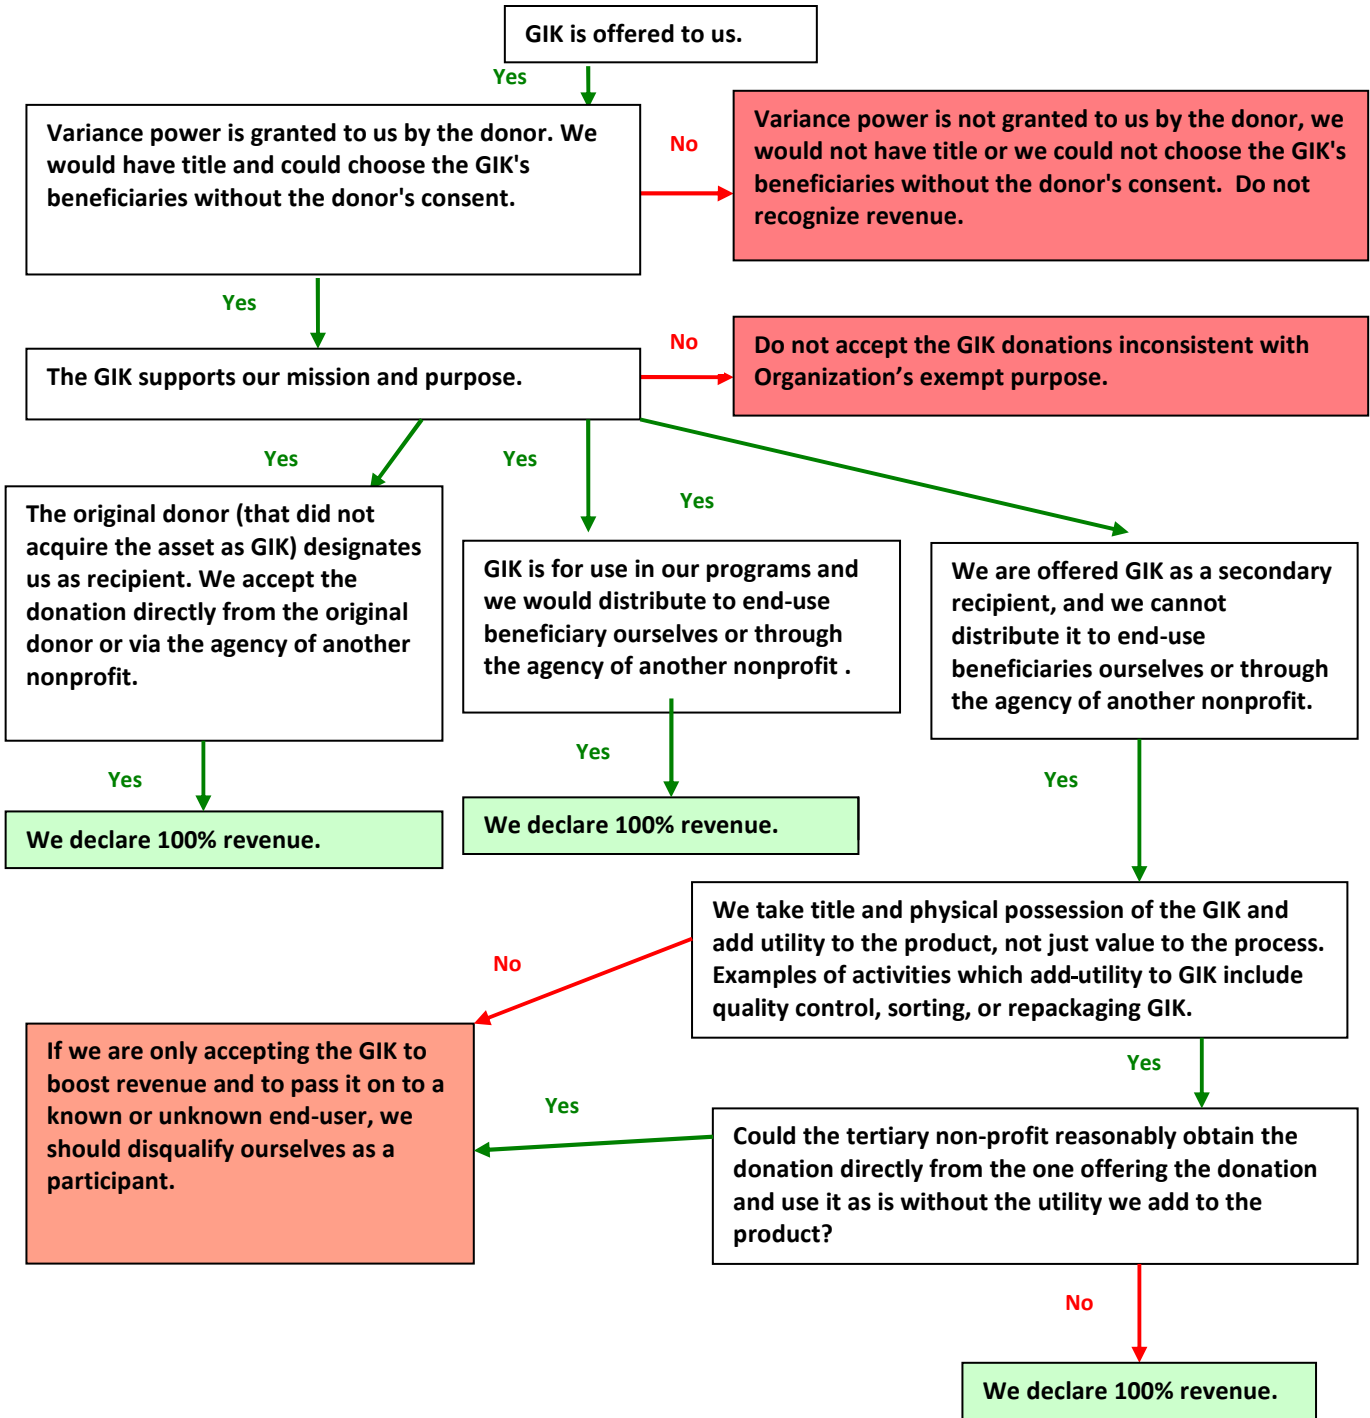 GIK is offered to us.
Yes
Variance power is granted to us by the donor. We
would have title and could choose the GIK's
beneficiaries without the donor's consent.
No
Variance power is not granted to us by the donor, we
would not have title or we could not choose the GIK's
beneficiaries without the donor's consent.  Do not
recognize revenue.
Yes
The GIK supports our mission and purpose.
No
Do not accept the GIK donations inconsistent with
Organization’s exempt purpose.
Yes
Yes
Yes
The original donor (that did not
acquire the asset as GIK) designates
us as recipient. We accept the
donation directly from the original
donor or via the agency of another
nonprofit.
GIK is for use in our programs and
we would distribute to end-use
beneficiary ourselves or through
the agency of another nonprofit .
We are offered GIK as a secondary
recipient, and we cannot
distribute it to end-use
beneficiaries ourselves or through
the agency of another nonprofit.
Yes
Yes
Yes
We declare 100% revenue.
We declare 100% revenue.
We take title and physical possession of the GIK and
add utility to the product, not just value to the process.
Examples of activities which add-utility to GIK include
quality control, sorting, or repackaging GIK.
No
If we are only accepting the GIK to
boost revenue and to pass it on to a
known or unknown end-user, we
should disqualify ourselves as a
participant.
Yes
Yes
Could the tertiary non-profit reasonably obtain the
donation directly from the one offering the donation
and use it as is without the utility we add to the
product?
No
We declare 100% revenue.